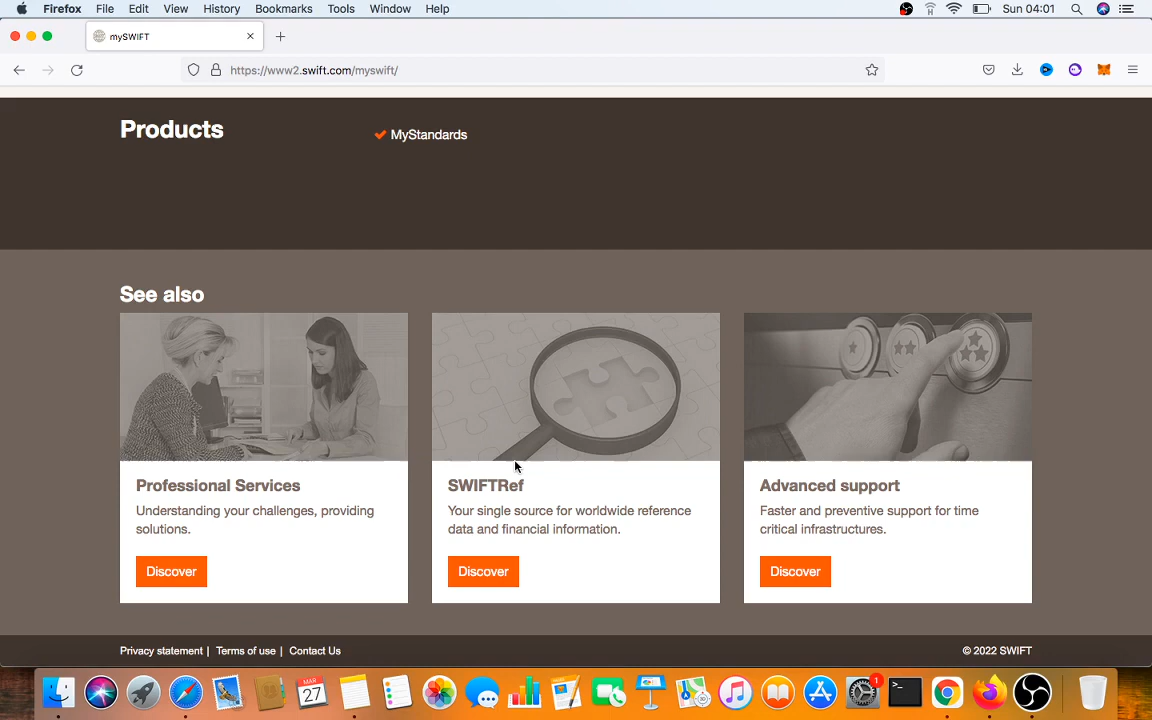 Firefox File Edit View History Bookmarks Tools Window Help Sun 04:01
mySWIFT
https://www2.swift.com/myswift/
Products
MyStandards
See also
Professional Services
Understanding your challenges, providing
solutions.
Discover
SWIFTRef
Your single source for worldwide reference
data and financial information.
Discover
Advanced support
Faster and preventive support for time
critical infrastructures.
Discover
Privacy statement | Terms of use | Contact Us
© 2022 SWIFT
27
1